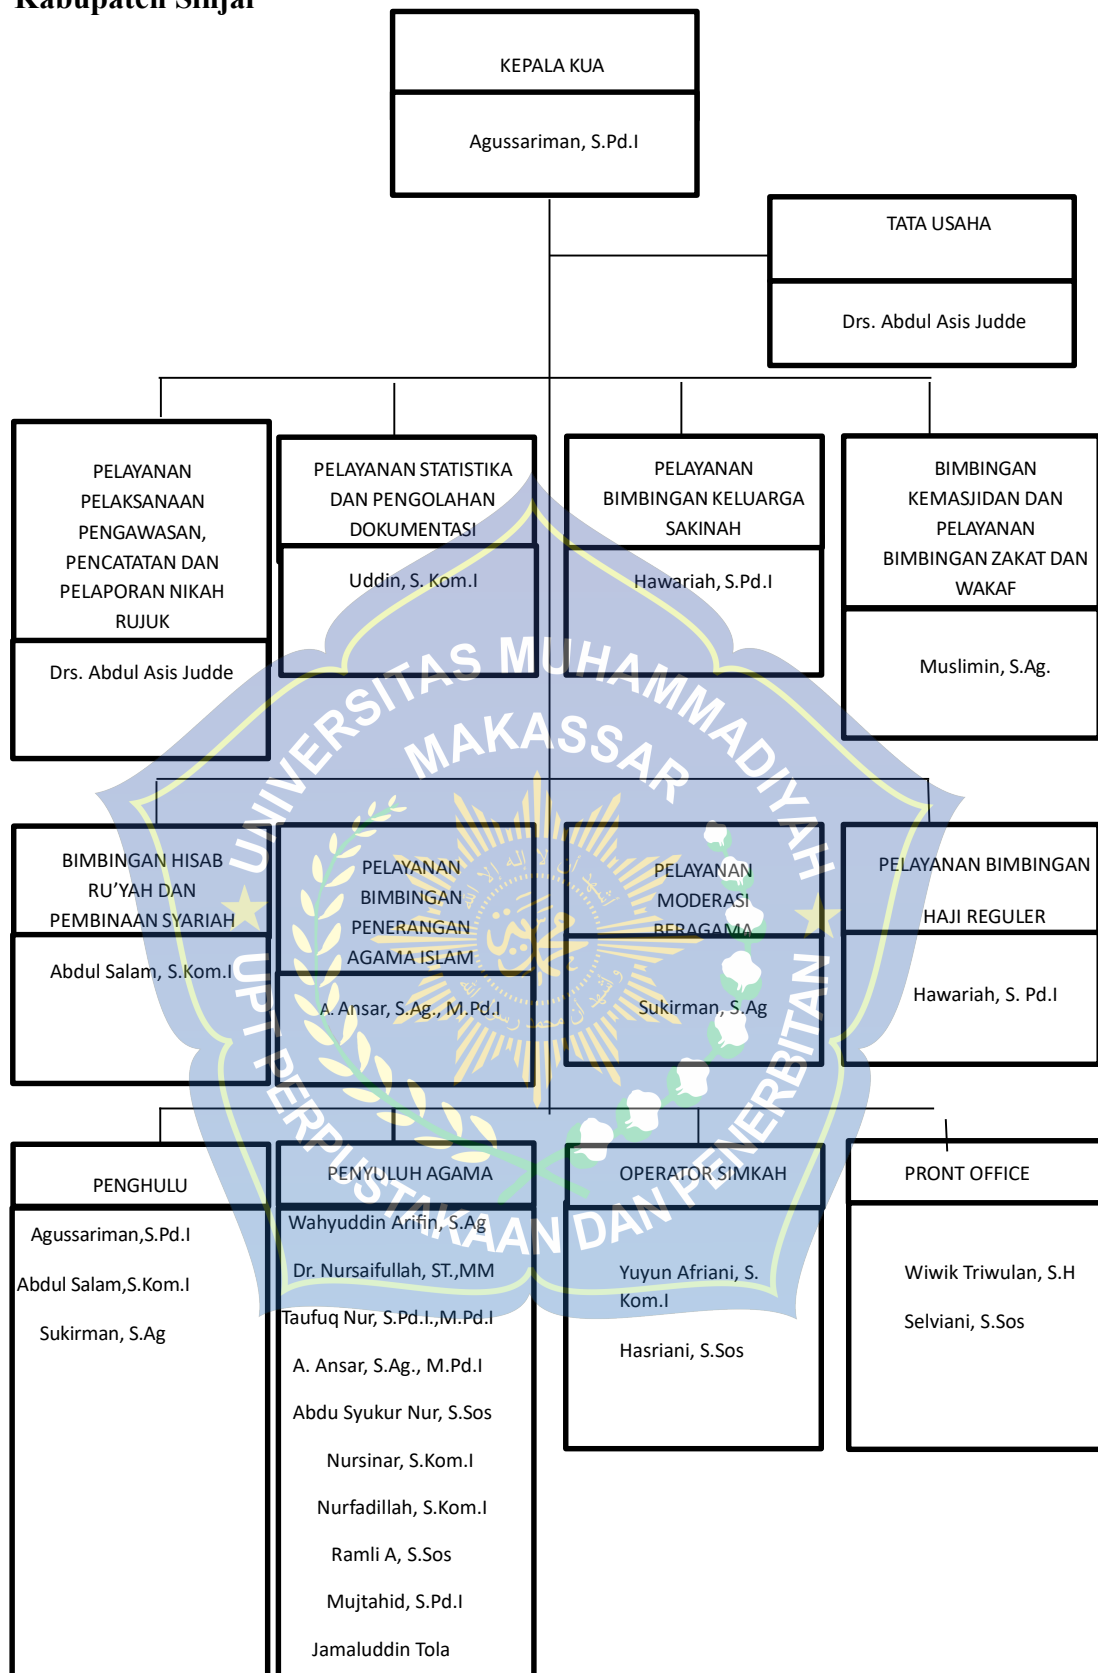 Kabupaten Sinjai
KEPALA KUA
Agussariman, S.Pd.I
TATA USAHA
Drs. Abdul Asis Judde
PELAYANAN
PELAKSANAAN
PENGAWASAN,
PENCATATAN DAN
PELAPORAN NIKAH
RUJUK
Drs. Abdul Asis Judde
PELAYANAN STATISTIKA
DAN PENGOLAHAN
DOKUMENTASI
Uddin, S. Kom.I
PELAYANAN
BIMBINGAN KELUARGA
SAKINAH
Hawariah, S.Pd.I
BIMBINGAN
KEMASJIDAN DAN
PELAYANAN
BIMBINGAN ZAKAT DAN
WAKAF
Muslimin, S.Ag.
UNIVERSITAS MUHAMMADIYAH
MAKASSAR
UPT PERPUSTAKAAN DAN PENERBITAN
BIMBINGAN HISAB
RU’YAH DAN
PEMBINAAN SYARIAH
Abdul Salam, S.Kom.I
PELAYANAN
BIMBINGAN
PENERANGAN
AGAMA ISLAM
A. Ansar, S.Ag., M.Pd.I
PELAYANAN
MODERASI
BERAGAMA
Sukirman, S.Ag
PELAYANAN BIMBINGAN
HAJI REGULER
Hawariah, S. Pd.I
PENGHULU
Agussariman,S.Pd.I
Abdul Salam,S.Kom.I
Sukirman, S.Ag
PENYULUH AGAMA
Wahyuddin Arifin, S.Ag
Dr. Nursaifullah, ST.,MM
Taufuq Nur, S.Pd.I.,M.Pd.I
A. Ansar, S.Ag., M.Pd.I
Abdu Syukur Nur, S.Sos
Nursinar, S.Kom.I
Nurfadillah, S.Kom.I
Ramli A, S.Sos
Mujtahid, S.Pd.I
Jamaluddin Tola
OPERATOR SIMKAH
Yuyun Afriani, S.
Kom.I
Hasriani, S.Sos
PRONT OFFICE
Wiwik Triwulan, S.H
Selviani, S.Sos